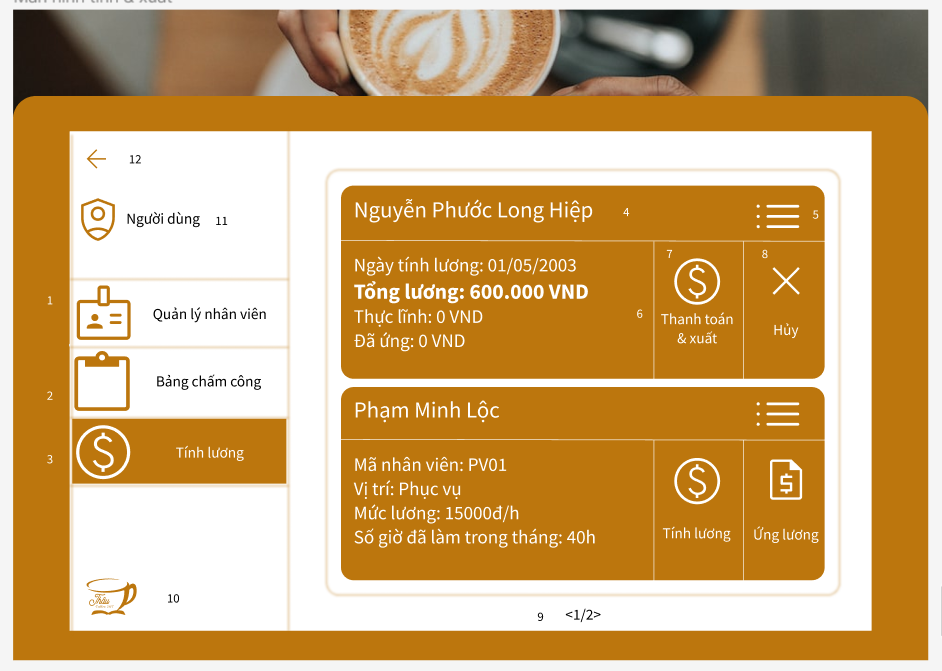 Màn hình tính & xuất
12
Người dùng 11
1
Quản lý nhân viên
2
Bảng chấm công
3
Tính lương
10
Nguyễn Phước Long Hiệp 4
5
Ngày tính lương: 01/05/2003
Tổng lương: 600.000 VND
Thực lĩnh: 0 VND
Đã ứng: 0 VND
6
7
Thanh toán
& xuất
8
Hủy
Phạm Minh Lộc
Mã nhân viên: PV01
Vị trí: Phục vụ
Mức lương: 15000đ/h
Số giờ đã làm trong tháng: 40h
Tính lương
Ứng lương
9 <1/2>